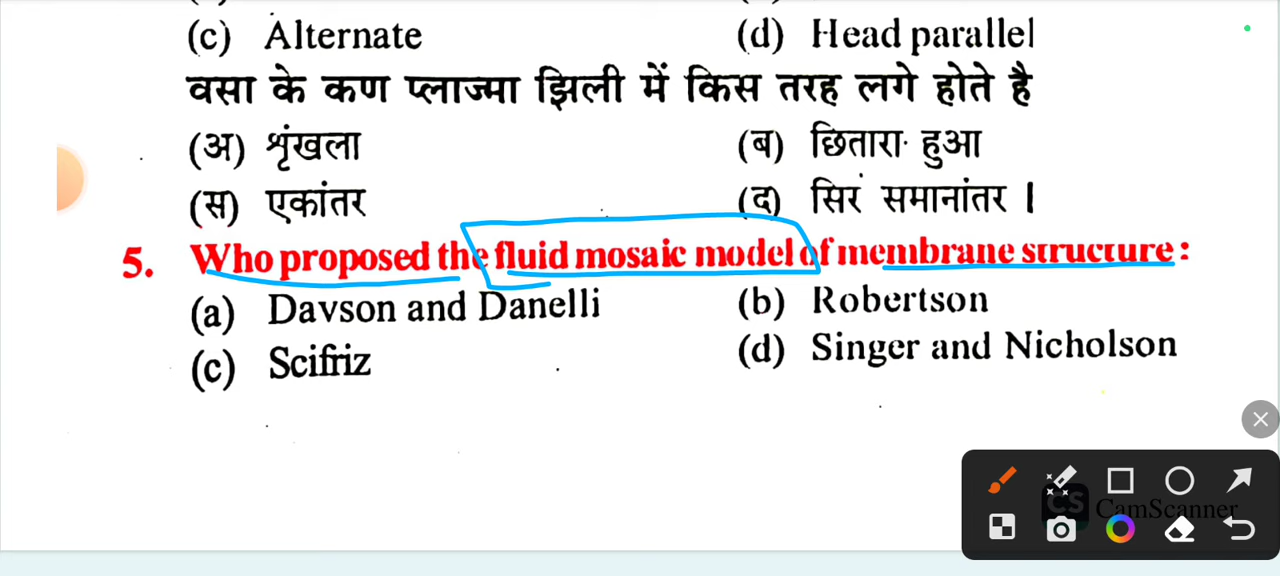 (c) Alternate (d) Head parallel
वसा के कण प्लाज्मा झिली में किस तरह लगे होते है
(अ) शृंखला (ब) छितारा हुआ
(स) एकांतर (द) सिर समानांतर ।
5. Who proposed the fluid mosaic model of membrane structure :
(a) Davson and Danelli (b) Robertson
(c) Scifriz (d) Singer and Nicholson
CS CamScanner